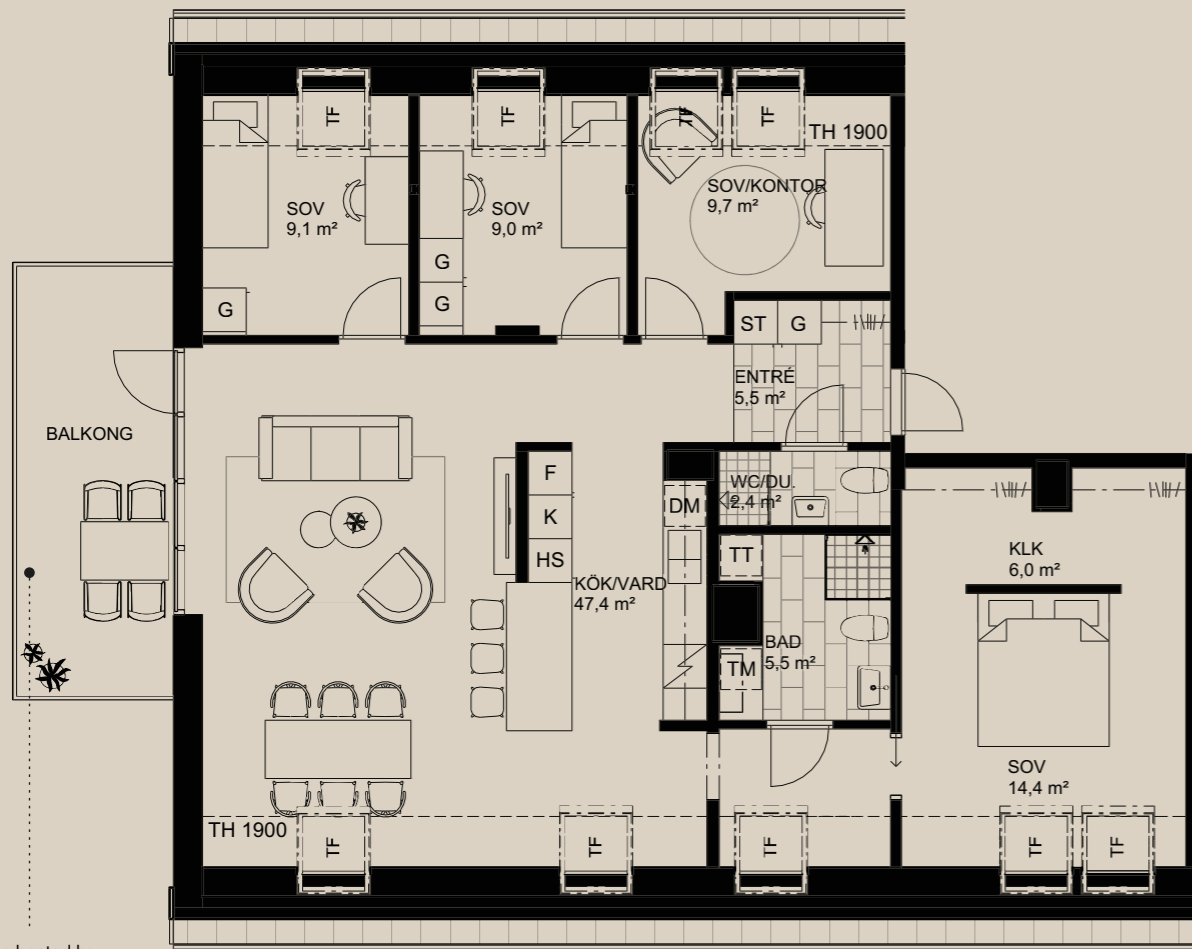 TF
TF
TF
TF
TH 1900
SOV
9,1 m²
SOV
9,0 m²
SOV/KONTOR
9,7 m²
G
G
G
ST
G
ENTRÉ
5,5 m²
BALKONG
F
K
HS
DM
WC/DU.
2,4 m²
TT
KÖK/VARD
47,4 m²
BAD
5,5 m²
TM
KLK
6,0 m²
SOV
14,4 m²
TH 1900
TF
TF
TF
TF
TF